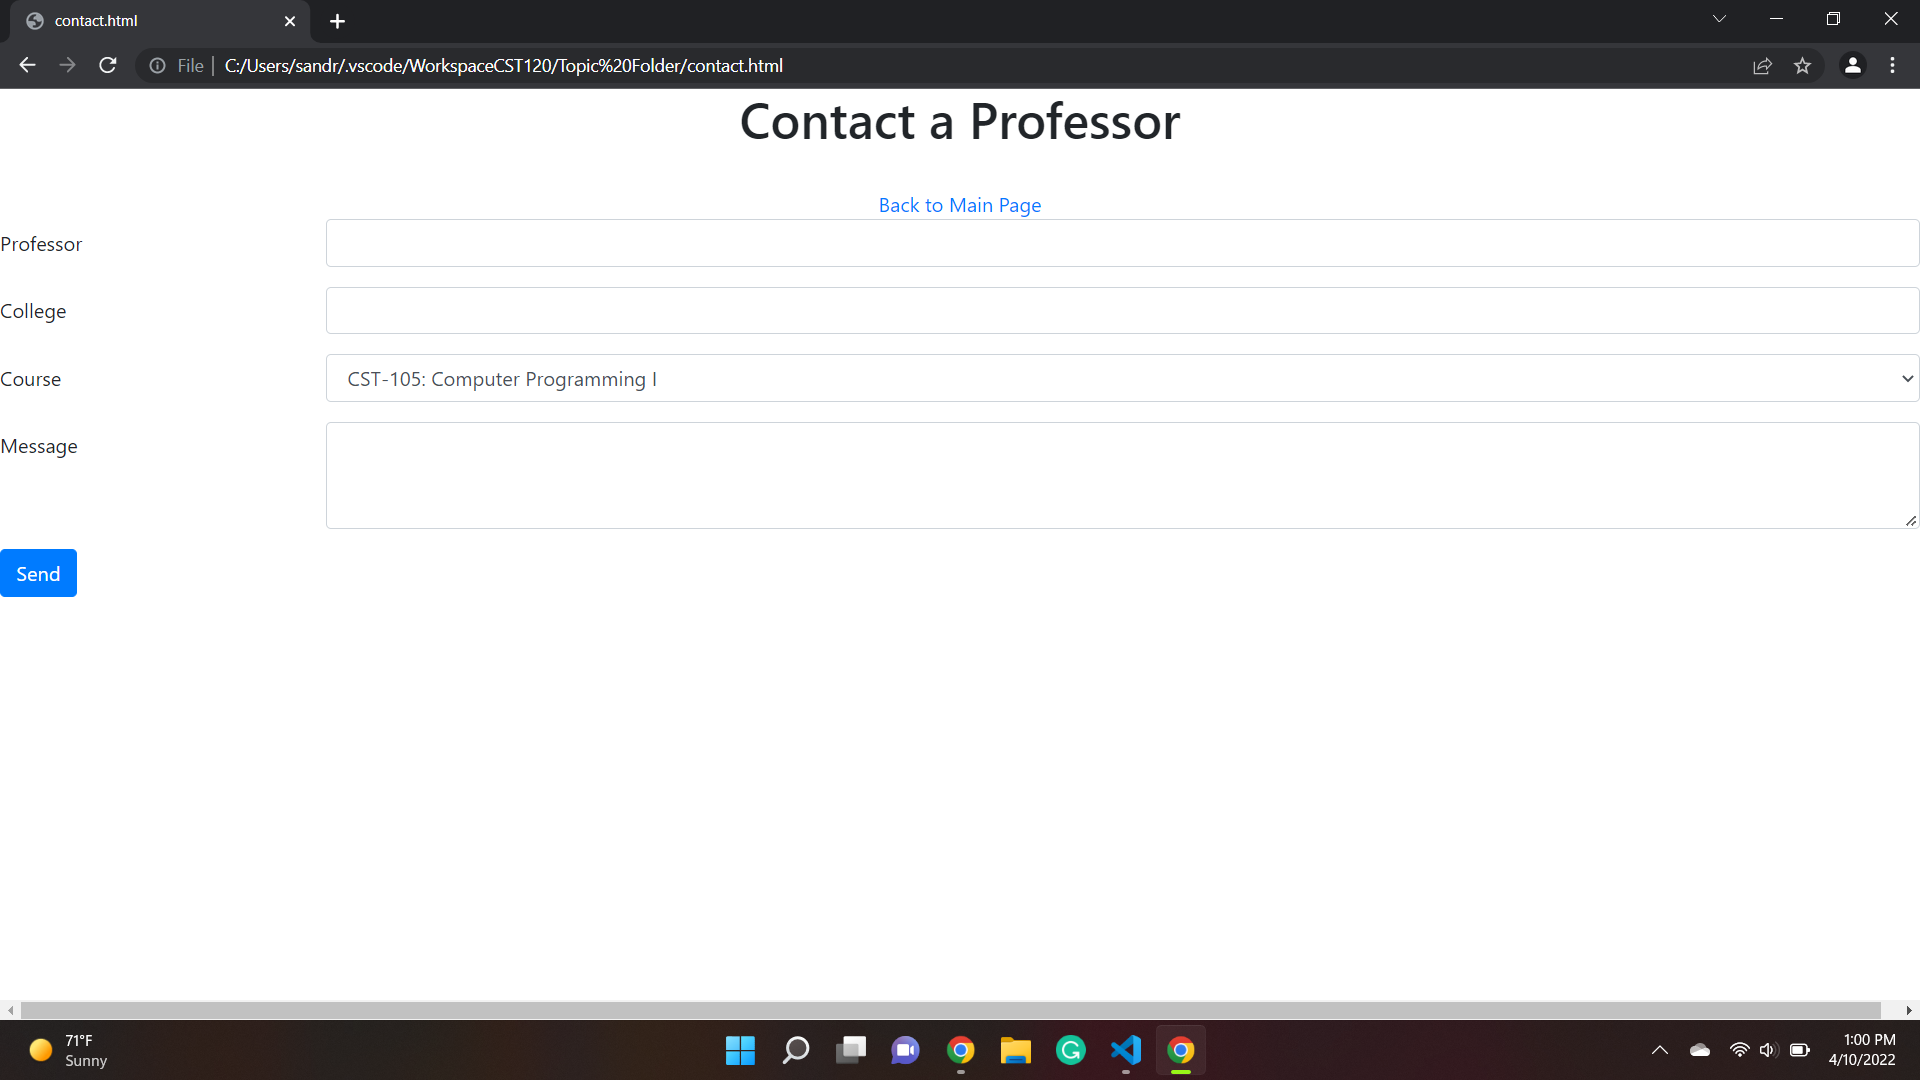 contact.html
File | C:/Users/sandr/.vscode/WorkspaceCST120/Topic%20Folder/contact.html
Contact a Professor
Back to Main Page
Professor
College
Course
CST-105: Computer Programming I
Message
Send
71°F
Sunny
1:00 PM
4/10/2022